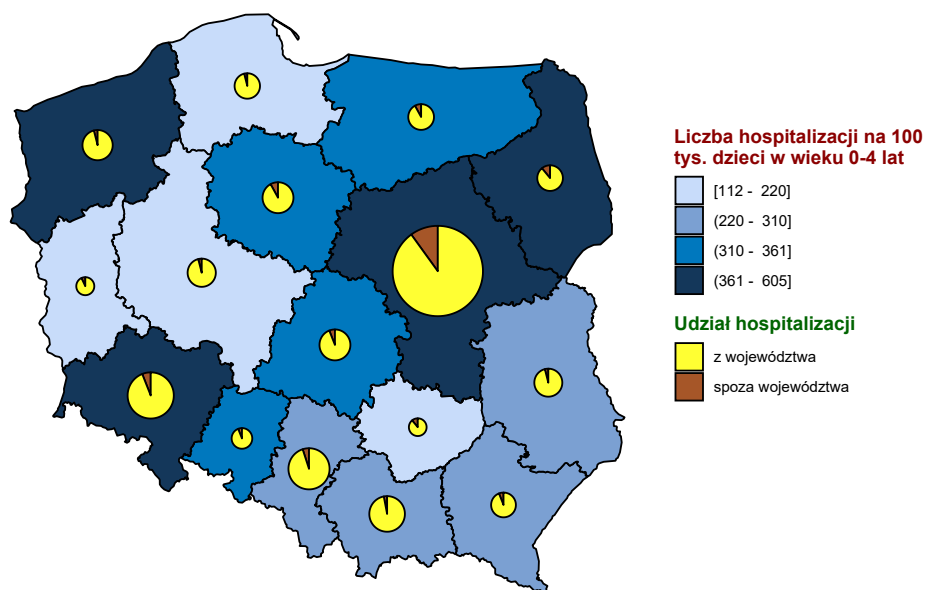 Liczba hospitalizacji na 100
tys. dzieci w wieku 0-4 lat
[112 - 220]
(220 - 310]
(310 - 361]
(361 - 605]
Udział hospitalizacji
z województwa
spoza województwa